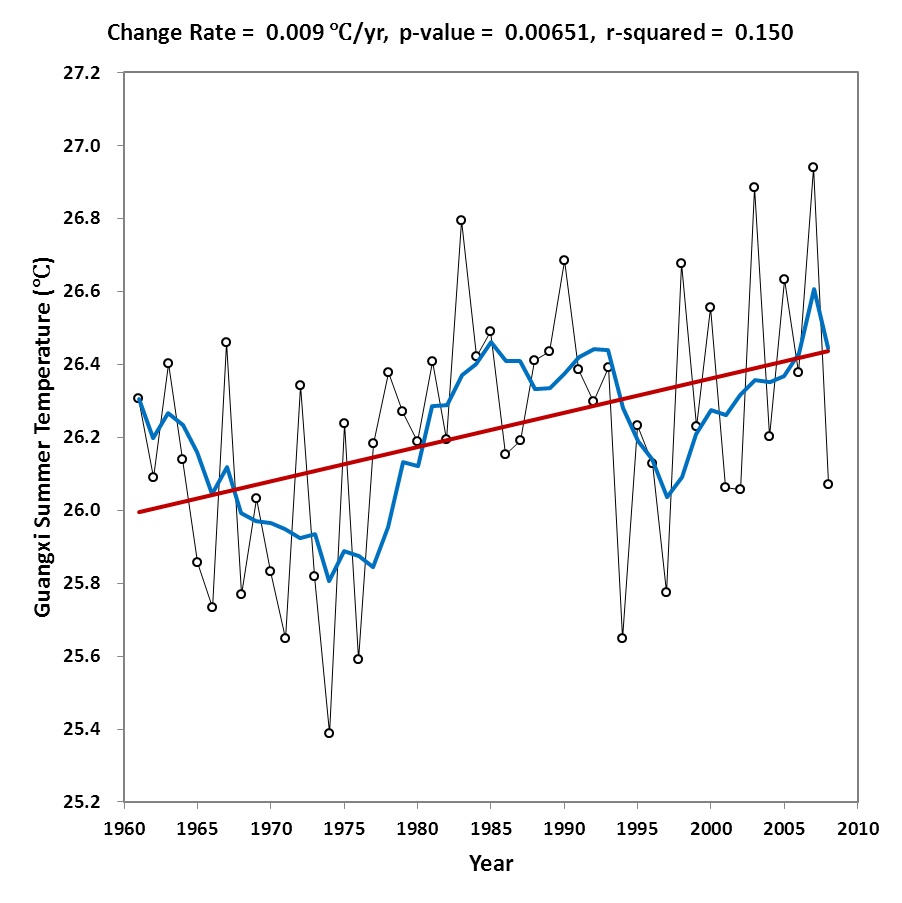 Change Rate = 0.009 ℃/yr, p-value = 0.00651, r-squared = 0.150
27.2
27.0
26.8
26.6
26.4
26.2
26.0
25.8
25.6
25.4
25.2
Guangxi Summer Temperature (℃)
1960 1965 1970 1975 1980 1985 1990 1995 2000 2005 2010
Year